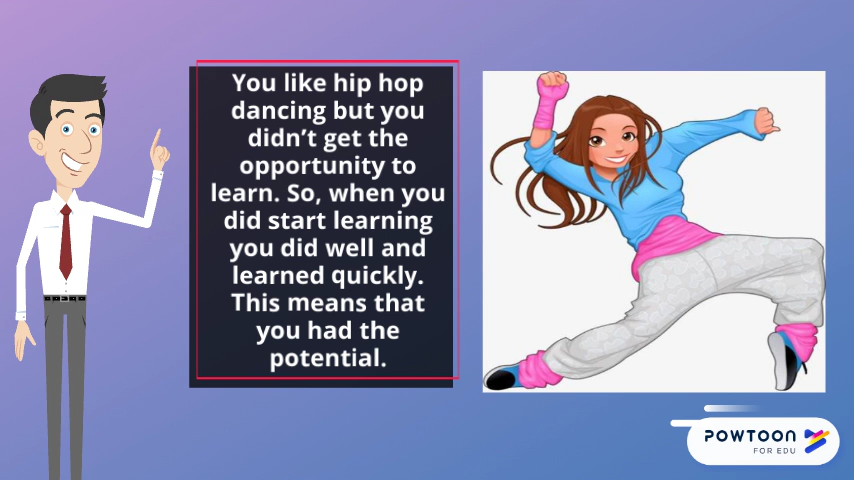 You like hip hop
dancing but you
didn’t get the
opportunity to
learn. So, when you
did start learning
you did well and
learned quickly.
This means that
you had the
potential.
POWTOON
FOR EDU